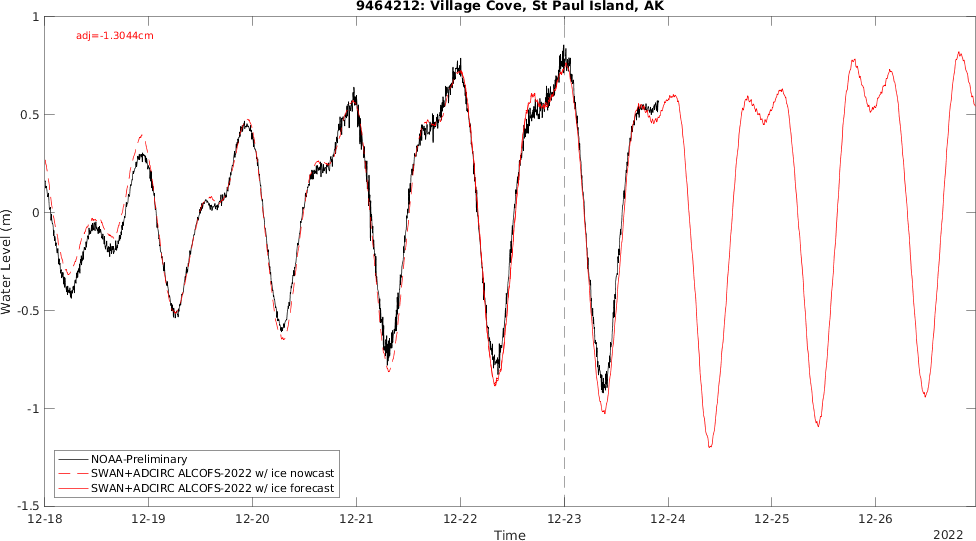 9464212: Village Cove, St Paul Island, AK
adj=-1.3044cm
1
0.5
0
-0.5
-1
-1.5
Water Level (m)
NOAA-Preliminary
SWAN+ADCIRC ALCOFS-2022 w/ ice nowcast
SWAN+ADCIRC ALCOFS-2022 w/ ice forecast
12-18 12-19 12-20 12-21 12-22 12-23 12-24 12-25 12-26
Time
2022